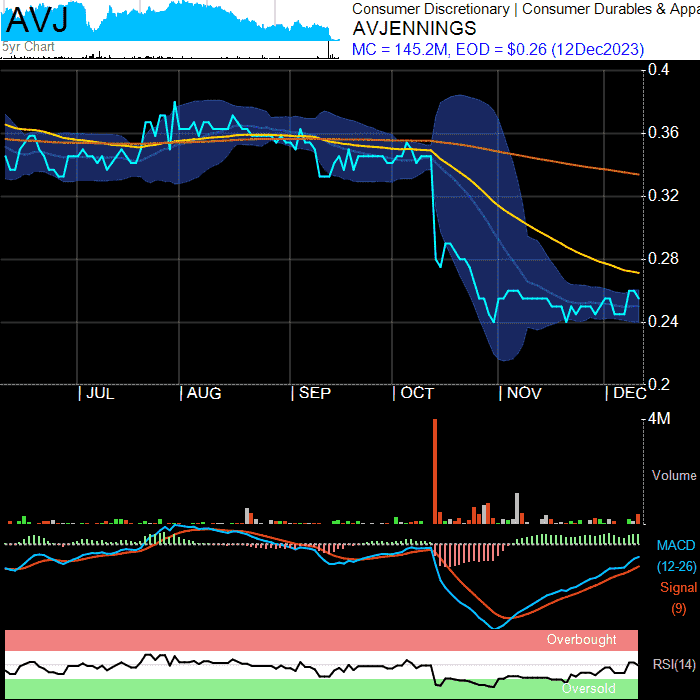 AVJ
5yr Chart
Consumer Discretionary | Consumer Durables & Appa
AVJENNINGS
MC = 145.2M, EOD = $0.26 (12Dec2023)
0.4
0.36
0.32
0.28
0.24
0.2
JUL AUG SEP OCT NOV DEC
4M
Volume
MACD
(12-26)
Signal
(9)
Overbought
RSI(14)
Oversold